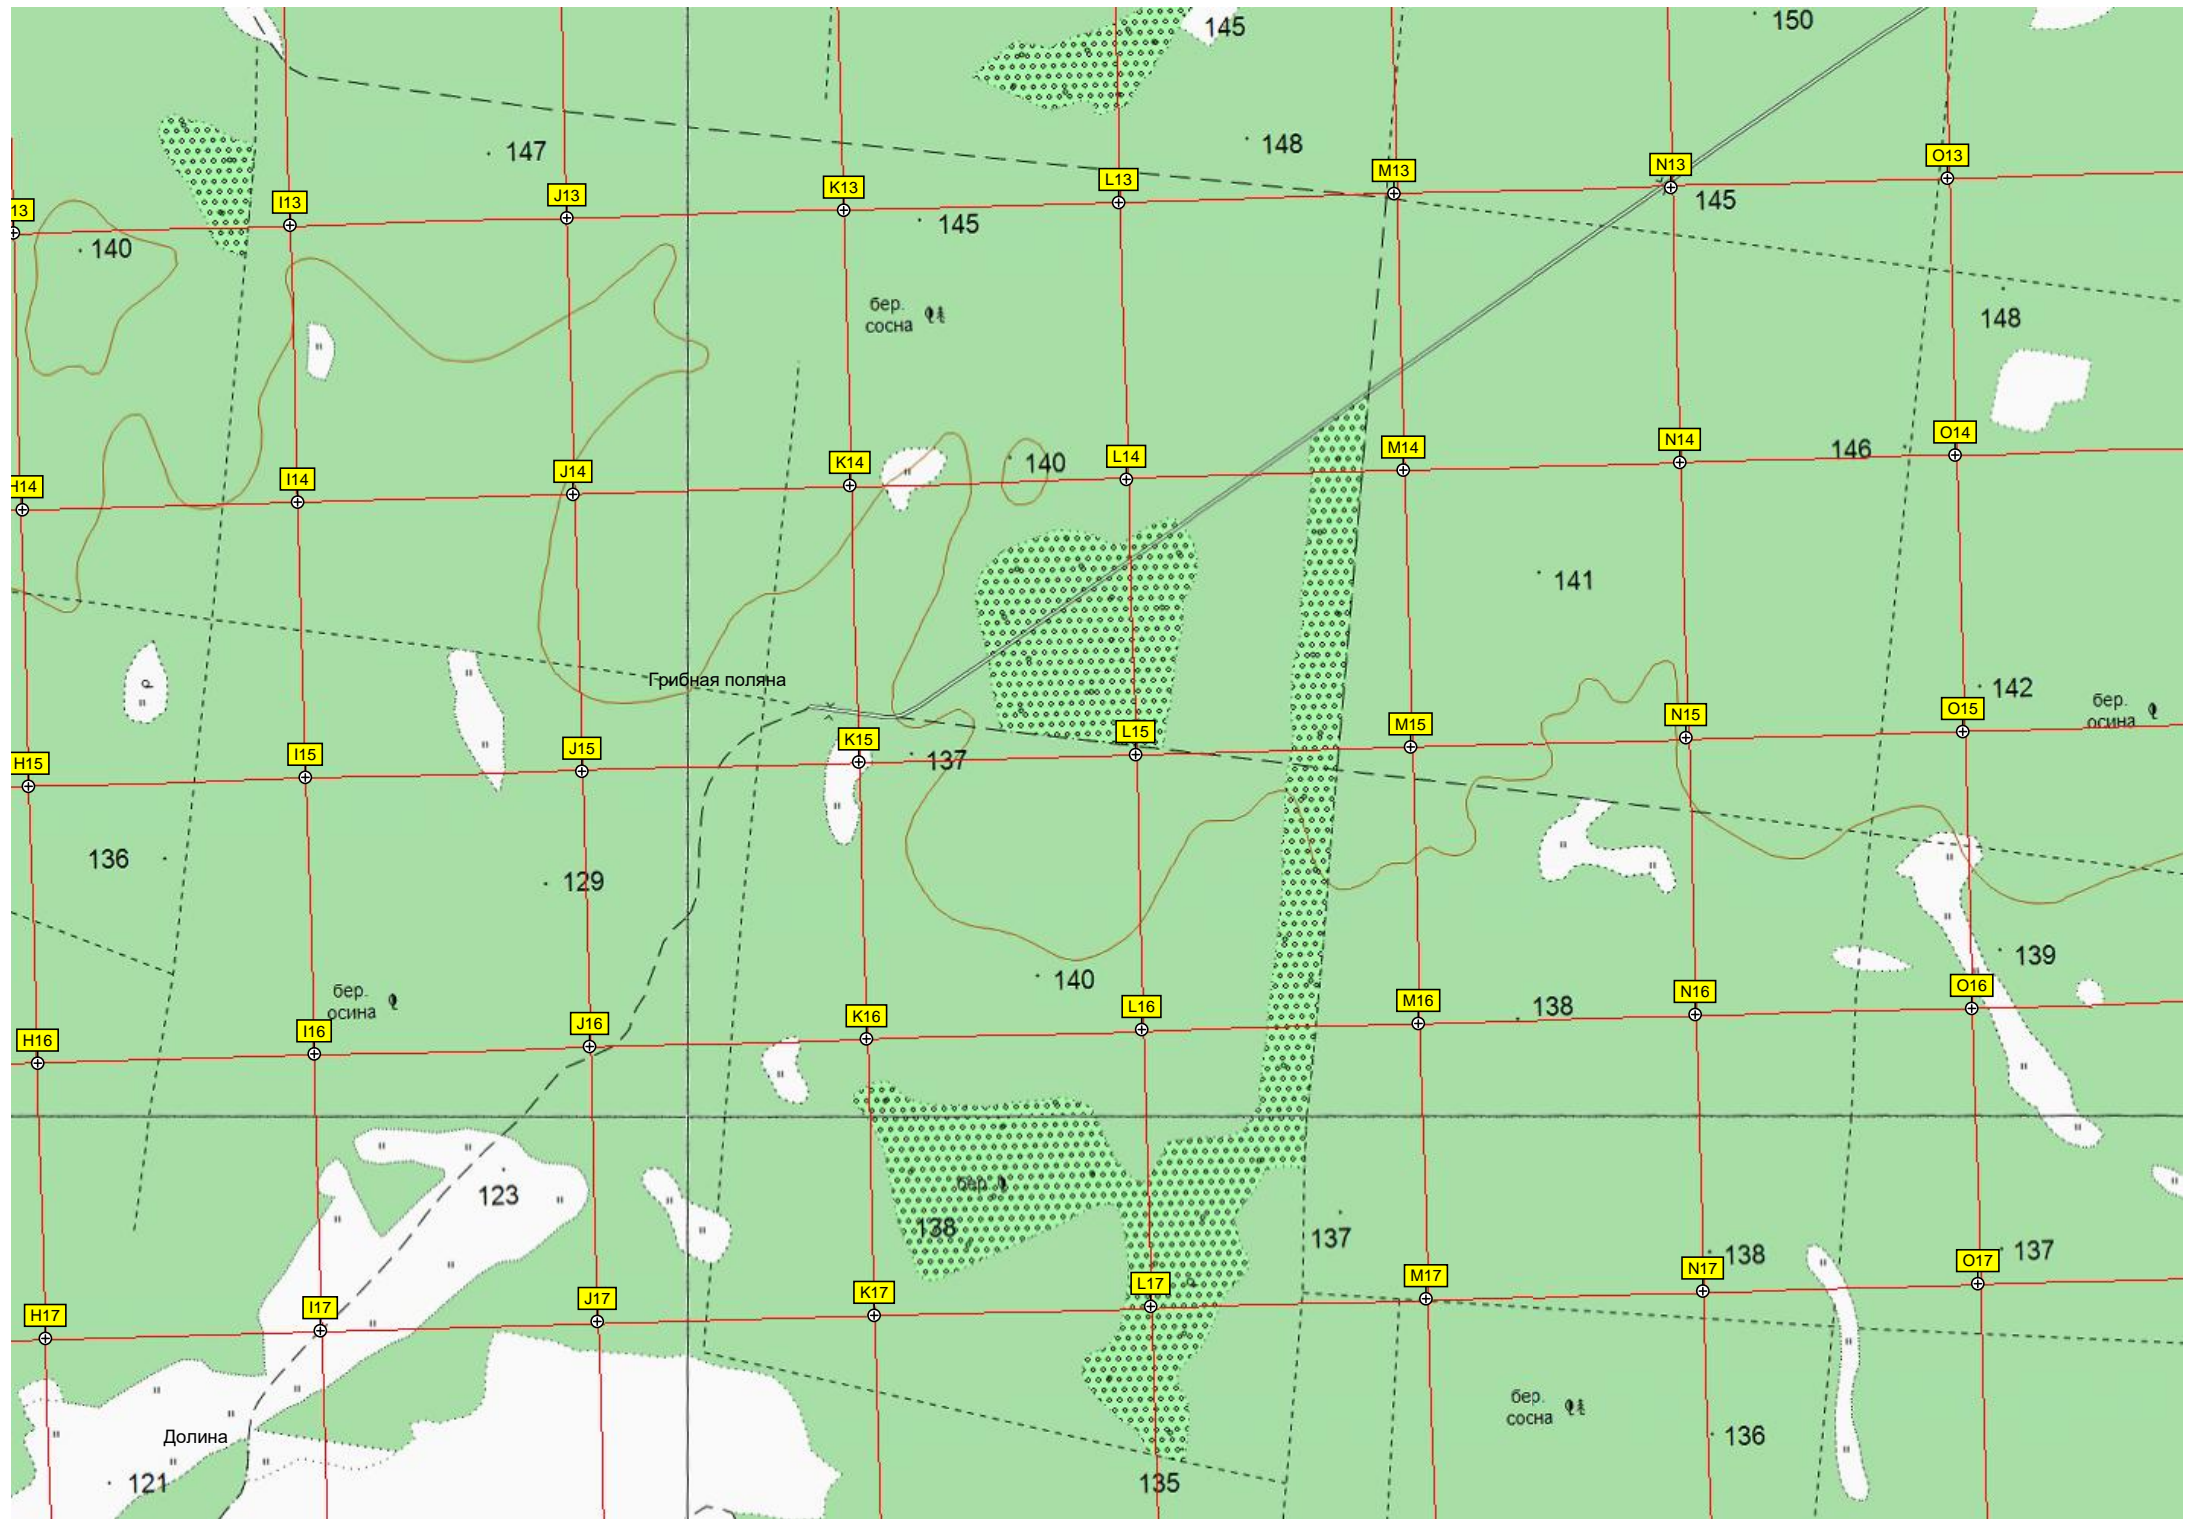 145
150
147
148
13
I13
J13
K13
L13
M13
N13
O13
140
145
145
бер.
сосна
148
H14
I14
J14
K14
140
L14
M14
N14
146
O14
141
Грибная поляна
142
бер.
осина
H15
I15
J15
K15
137
L15
M15
N15
O15
136
129
140
139
бер.
осина
H16
I16
J16
K16
L16
M16
138
N16
O16
123
бер.
138
137
138
137
H17
I17
J17
K17
L17
M17
N17
O17
бер.
сосна
136
Долина
121
135